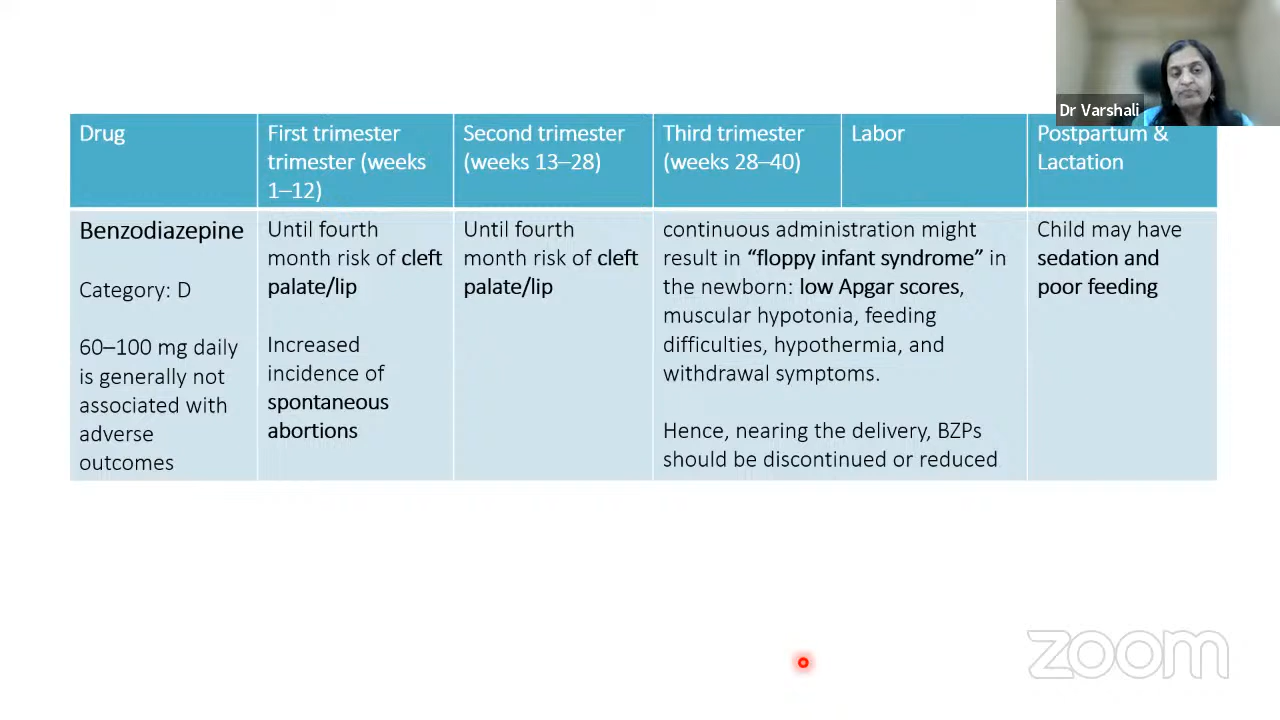 Dr Varshali
Drug
First trimester
trimester (weeks
1–12)
Second trimester
(weeks 13–28)
Third trimester
(weeks 28–40)
Labor
Postpartum &
Lactation
Benzodiazepine
Category: D
60–100 mg daily
is generally not
associated with
adverse
outcomes
Until fourth
month risk of cleft
palate/lip
Increased
incidence of
spontaneous
abortions
Until fourth
month risk of cleft
palate/lip
continuous administration might
result in “floppy infant syndrome” in
the newborn: low Apgar scores,
muscular hypotonia, feeding
difficulties, hypothermia, and
withdrawal symptoms.
Hence, nearing the delivery, BZPs
should be discontinued or reduced
Child may have
sedation and
poor feeding
zoom